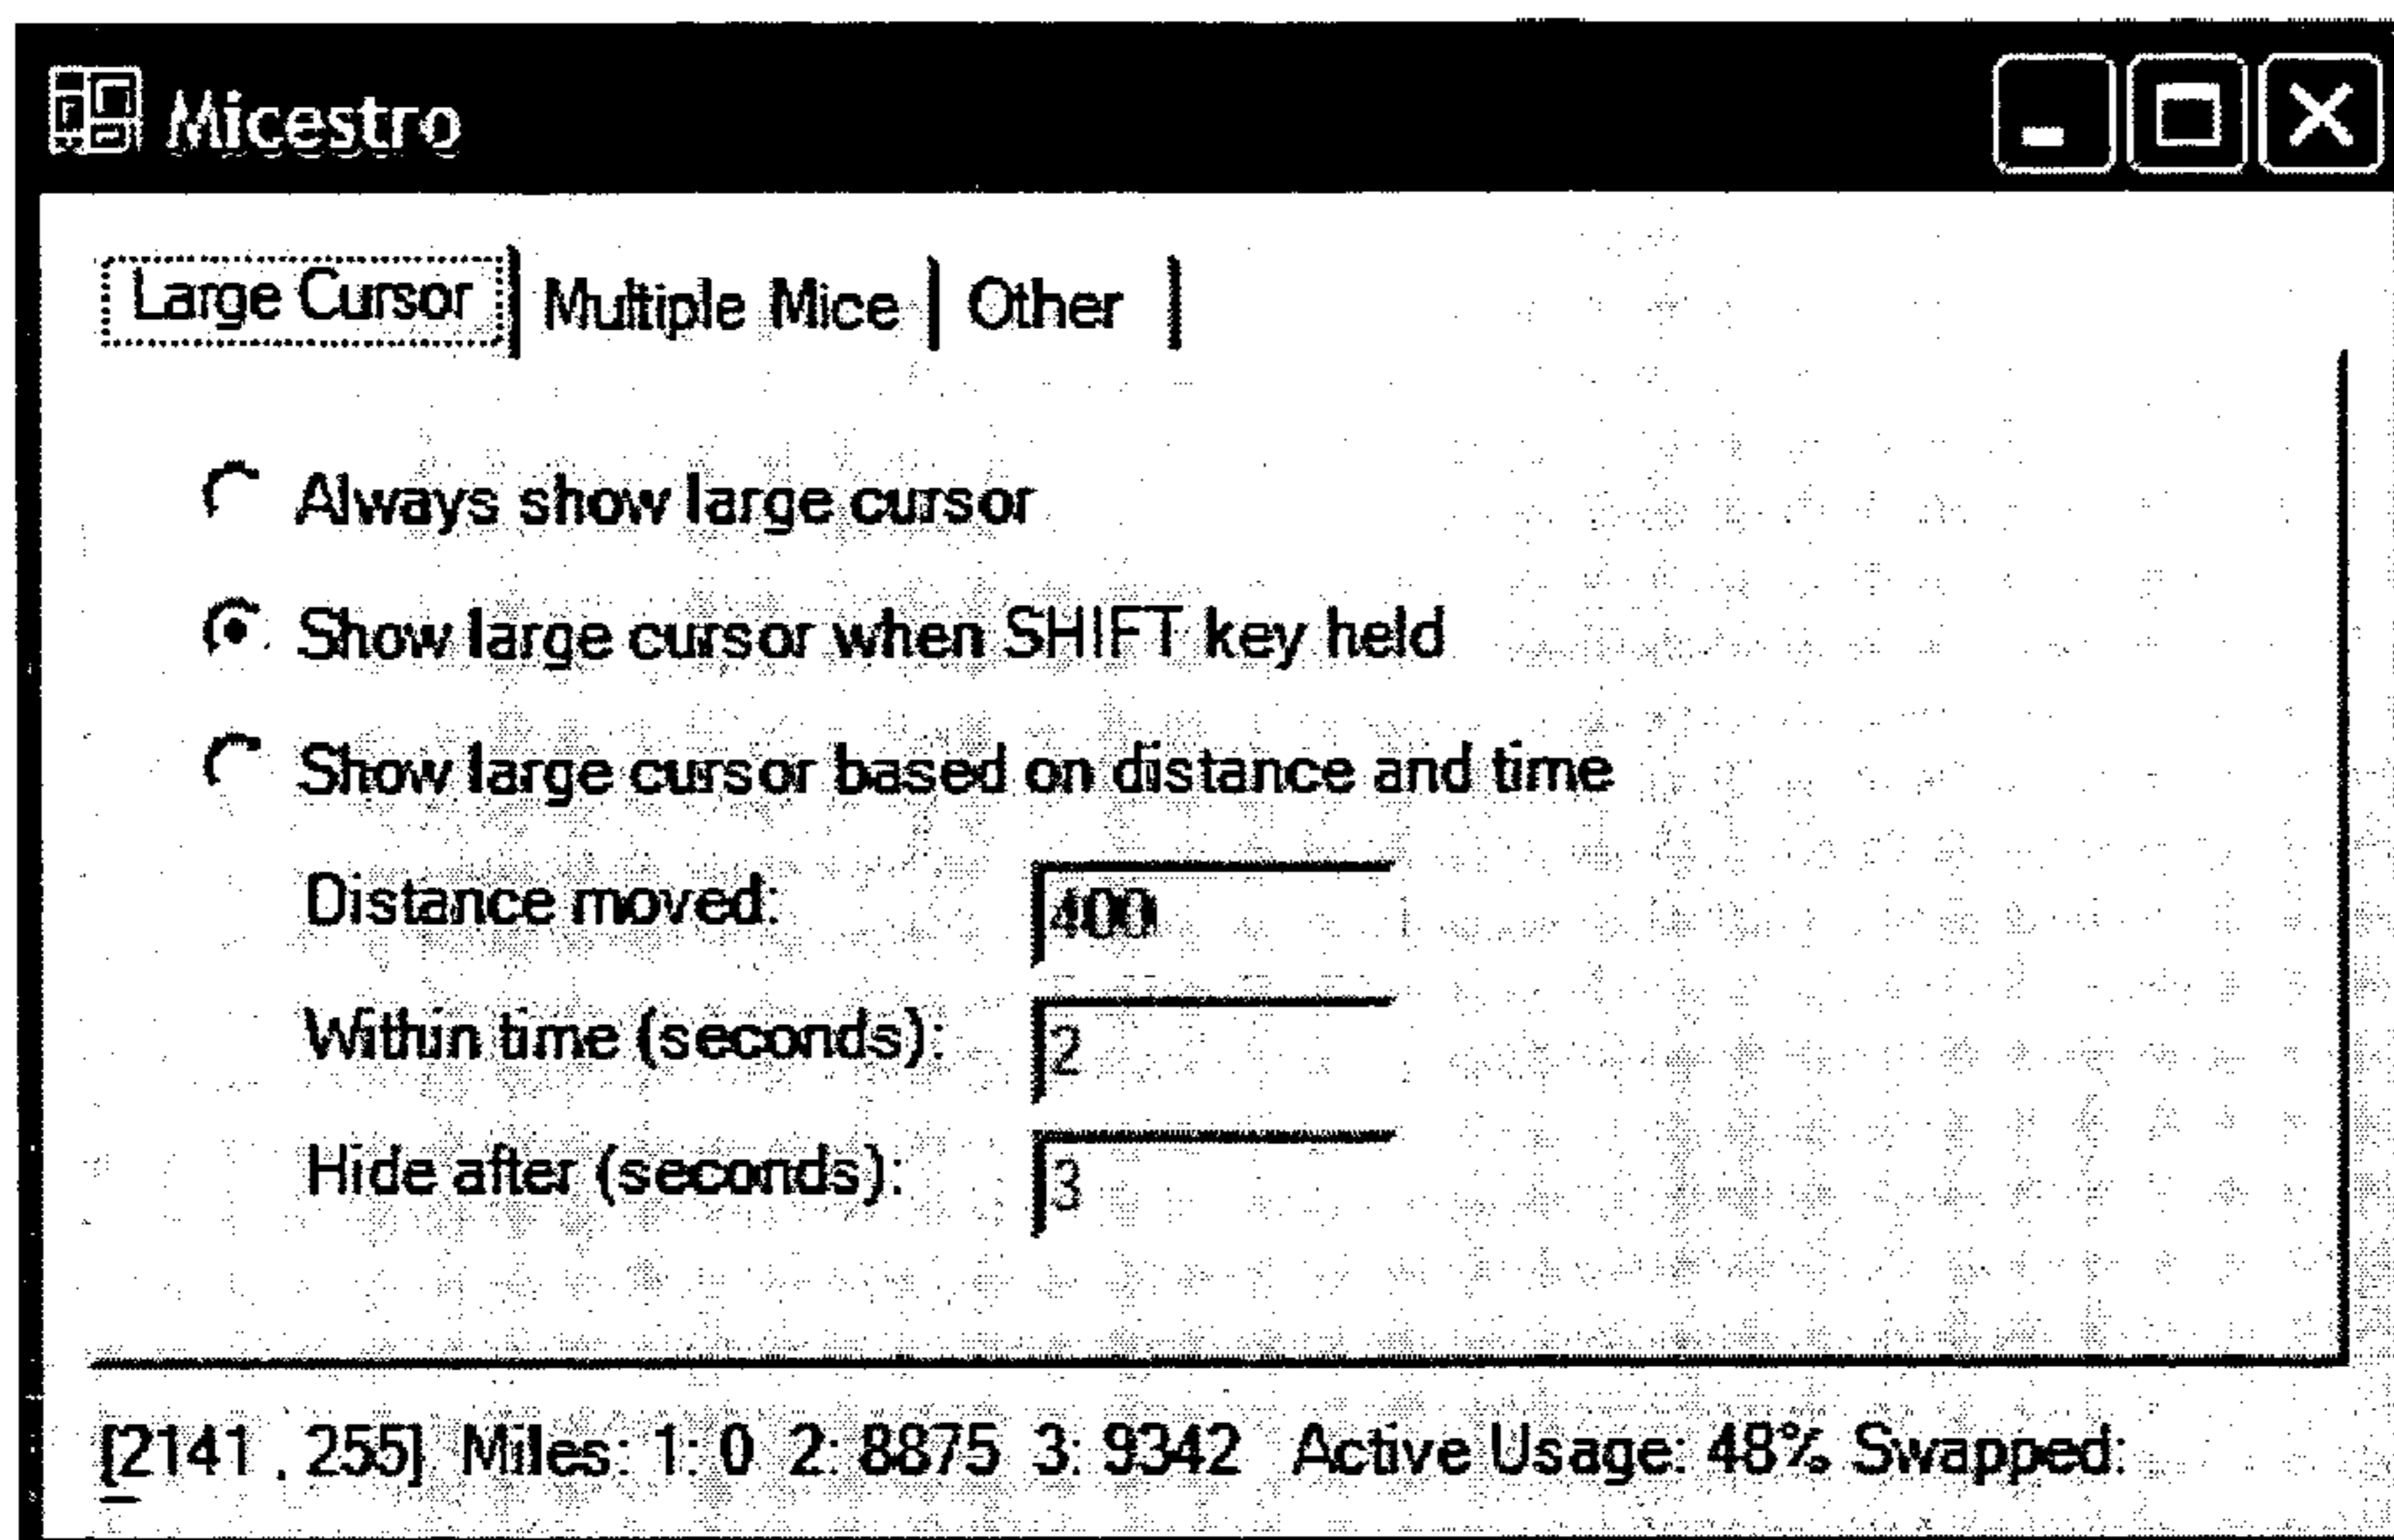 Micestro
Large Cursor Multiple Mice Other
Always show large cursor
Show large cursor when SHIFT key held
Show large cursor based on distance and time
Distance moved: 400
Within time (seconds): 2
Hide after (seconds): 3
[2141 , 255] Miles: 1: 0 2: 8875 3: 9342 Active Usage: 48% Swapped: